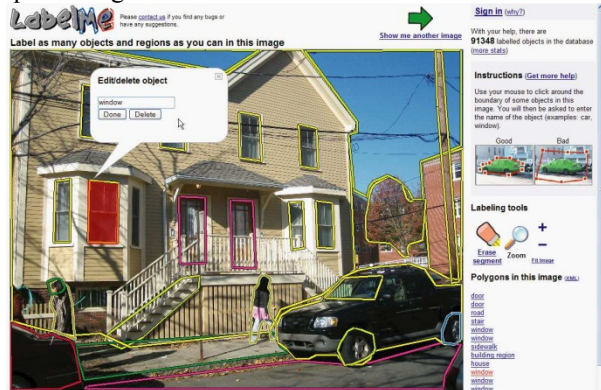 LabelMe
Please contact us if you find any bugs or
have any suggestions.
Label as many objects and regions as you can in this image
Show me another image
Edit/delete object
window
Done
Delete
Sign in (why?)
With your help, there are
91348 labelled objects in the database
(more stats)
Instructions (Get more help)
Use your mouse to click around the
boundary of some objects in this
image. You will then be asked to enter
the name of the object (examples: car,
window).
Good
Bad
Labeling tools
Erase
segment
Zoom
Fit Image
Polygons in this image (XML)
door
door
road
stair
window
window
sidewalk
building region
house
window
window
window